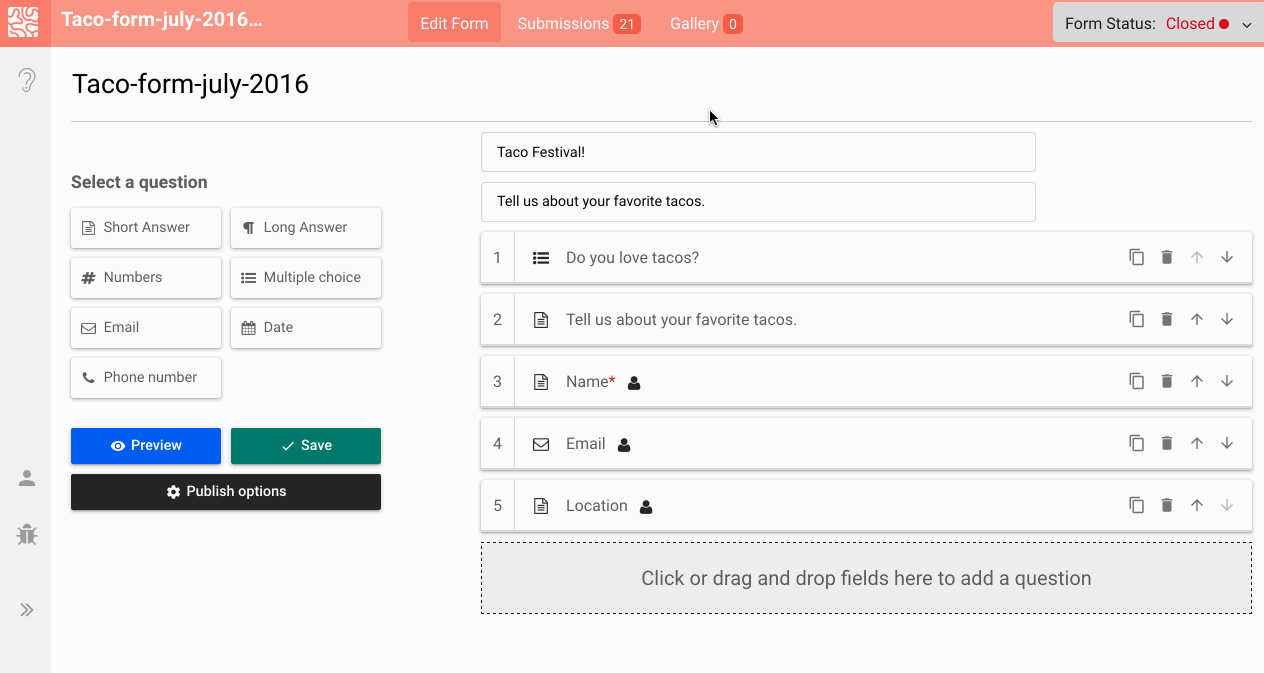 Taco-form-july-2016...
Edit Form
Submissions 21
Gallery 0
Form Status: Closed
Taco-form-july-2016
Select a question
Short Answer
Long Answer
Numbers
Multiple choice
Email
Date
Phone number
Preview
Save
Publish options
Taco Festival!
Tell us about your favorite tacos.
1 Do you love tacos?
2 Tell us about your favorite tacos.
3 Name*
4 Email
5 Location
Click or drag and drop fields here to add a question